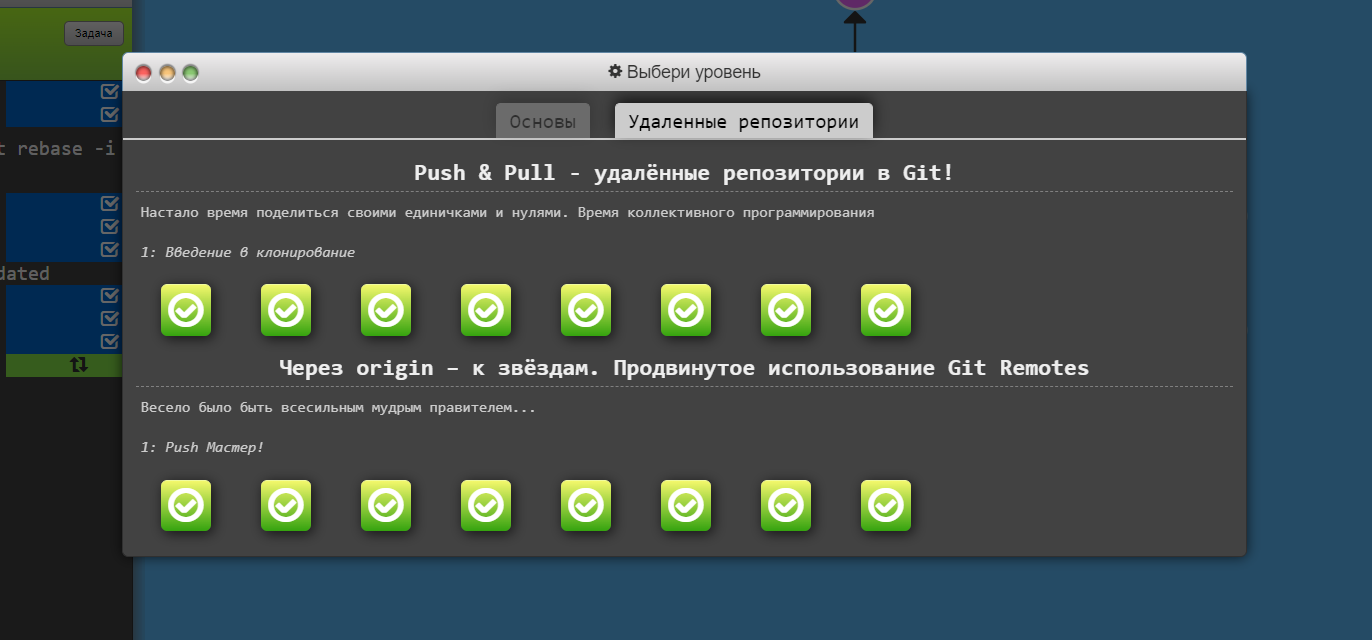 Задача
Выбери уровень
Основы
Удаленные репозитории
rebase -i
Push & Pull - удалённые репозитории в Git!
Настало время поделиться своими единичками и нулями. Время коллективного программирования
1: Введение в клонирование
dated
Через origin – к звёздам. Продвинутое использование Git Remotes
Весело было быть всесильным мудрым правителем...
1: Push Мастер!